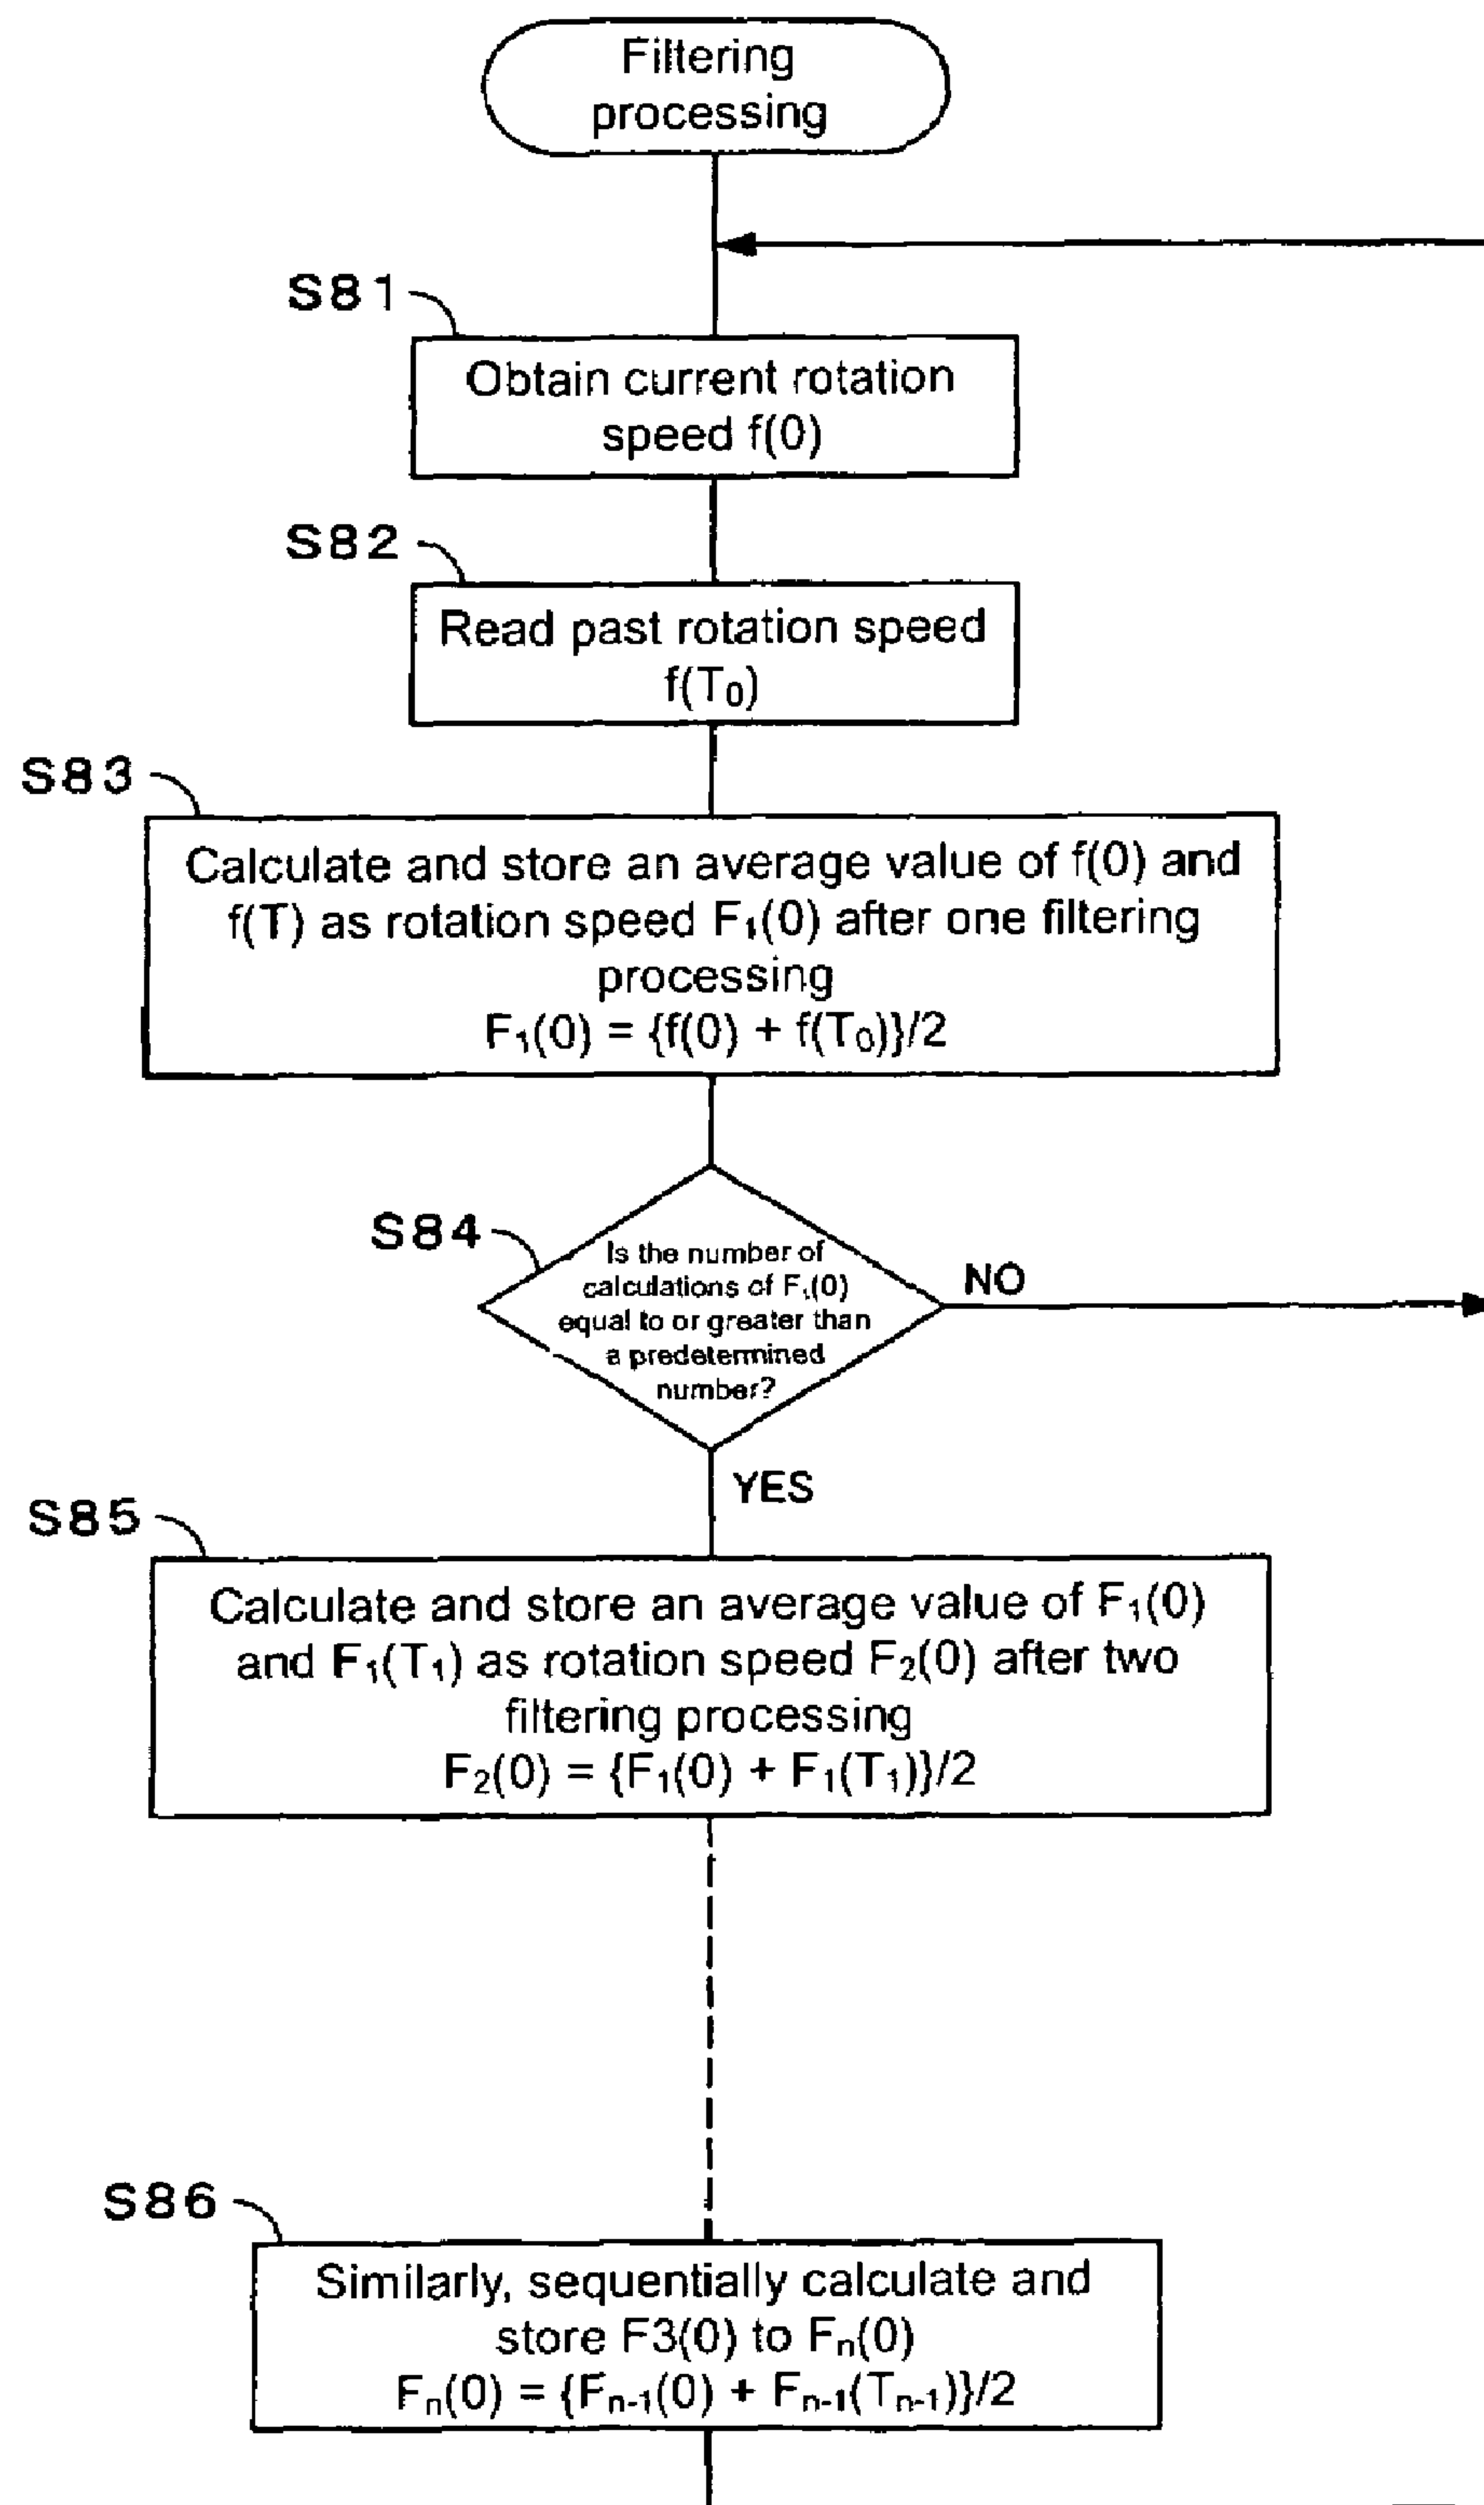 Filtering
processing
S81
Obtain current rotation
speed f(0)
S82
Read past rotation speed
f(T₀)
S83
Calculate and store an average value of f(0) and
f(T) as rotation speed F₁(0) after one filtering
processing
F₁(0) = {f(0) + f(T₀)}/2
S84
Is the number of
calculations of F₁(0)
equal to or greater than
a predetermined
number?
NO
YES
S85
Calculate and store an average value of F₁(0)
and F₁(T₁) as rotation speed F₂(0) after two
filtering processing
F₂(0) = {F₁(0) + F₁(T₁)}/2
S86
Similarly, sequentially calculate and
store F3(0) to Fₙ(0)
Fₙ(0) = {Fₙ₋₁(0) + Fₙ₋₁(Tₙ₋₁)}/2